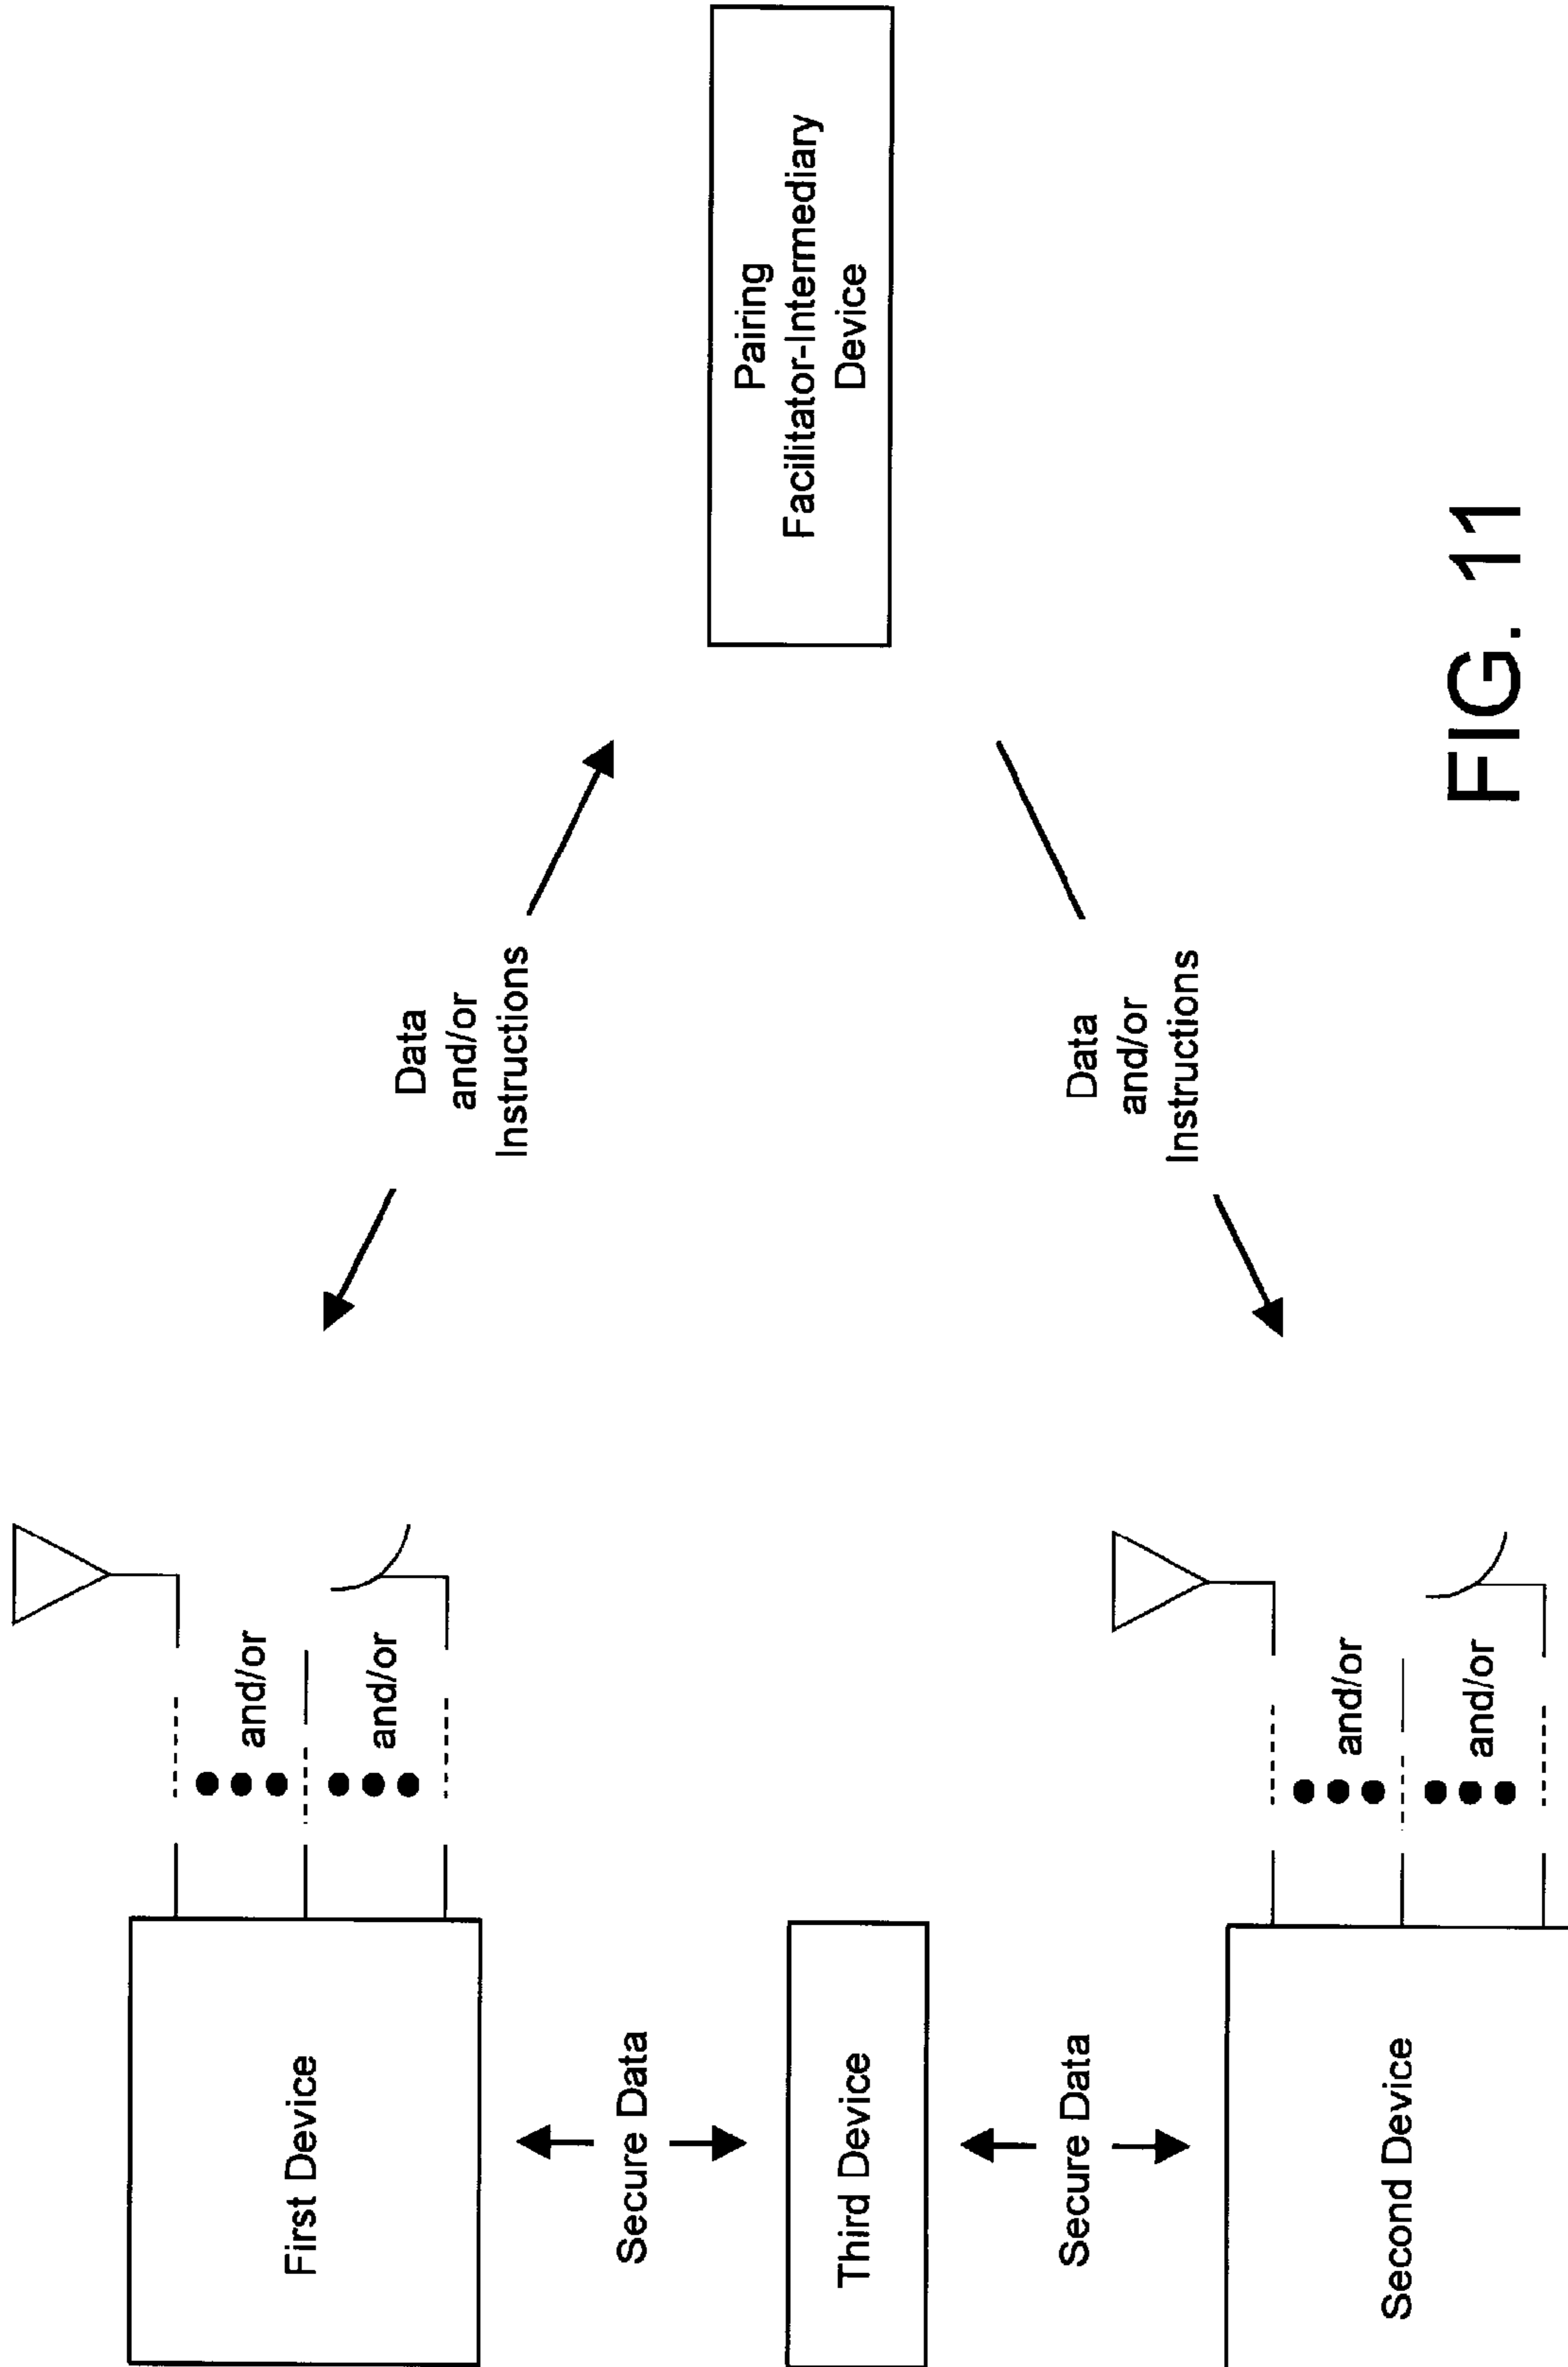 First Device
and/or
and/or
Secure Data
Third Device
Secure Data
Second Device
and/or
and/or
Data
and/or
Instructions
Data
and/or
Instructions
Pairing
Facilitator-Intermediary
Device
FIG. 11